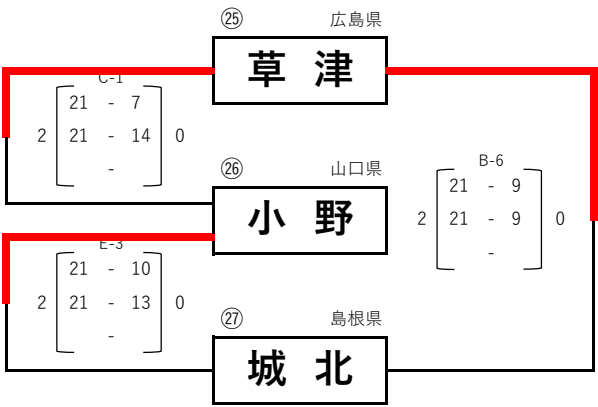 ㉕ 広島県
草津
C-1
21 - 7
2 21 - 14 0
-
㉖ 山口県
小野
B-6
21 - 9
2 21 - 9 0
-
E-3
21 - 10
2 21 - 13 0
-
㉗ 島根県
城北